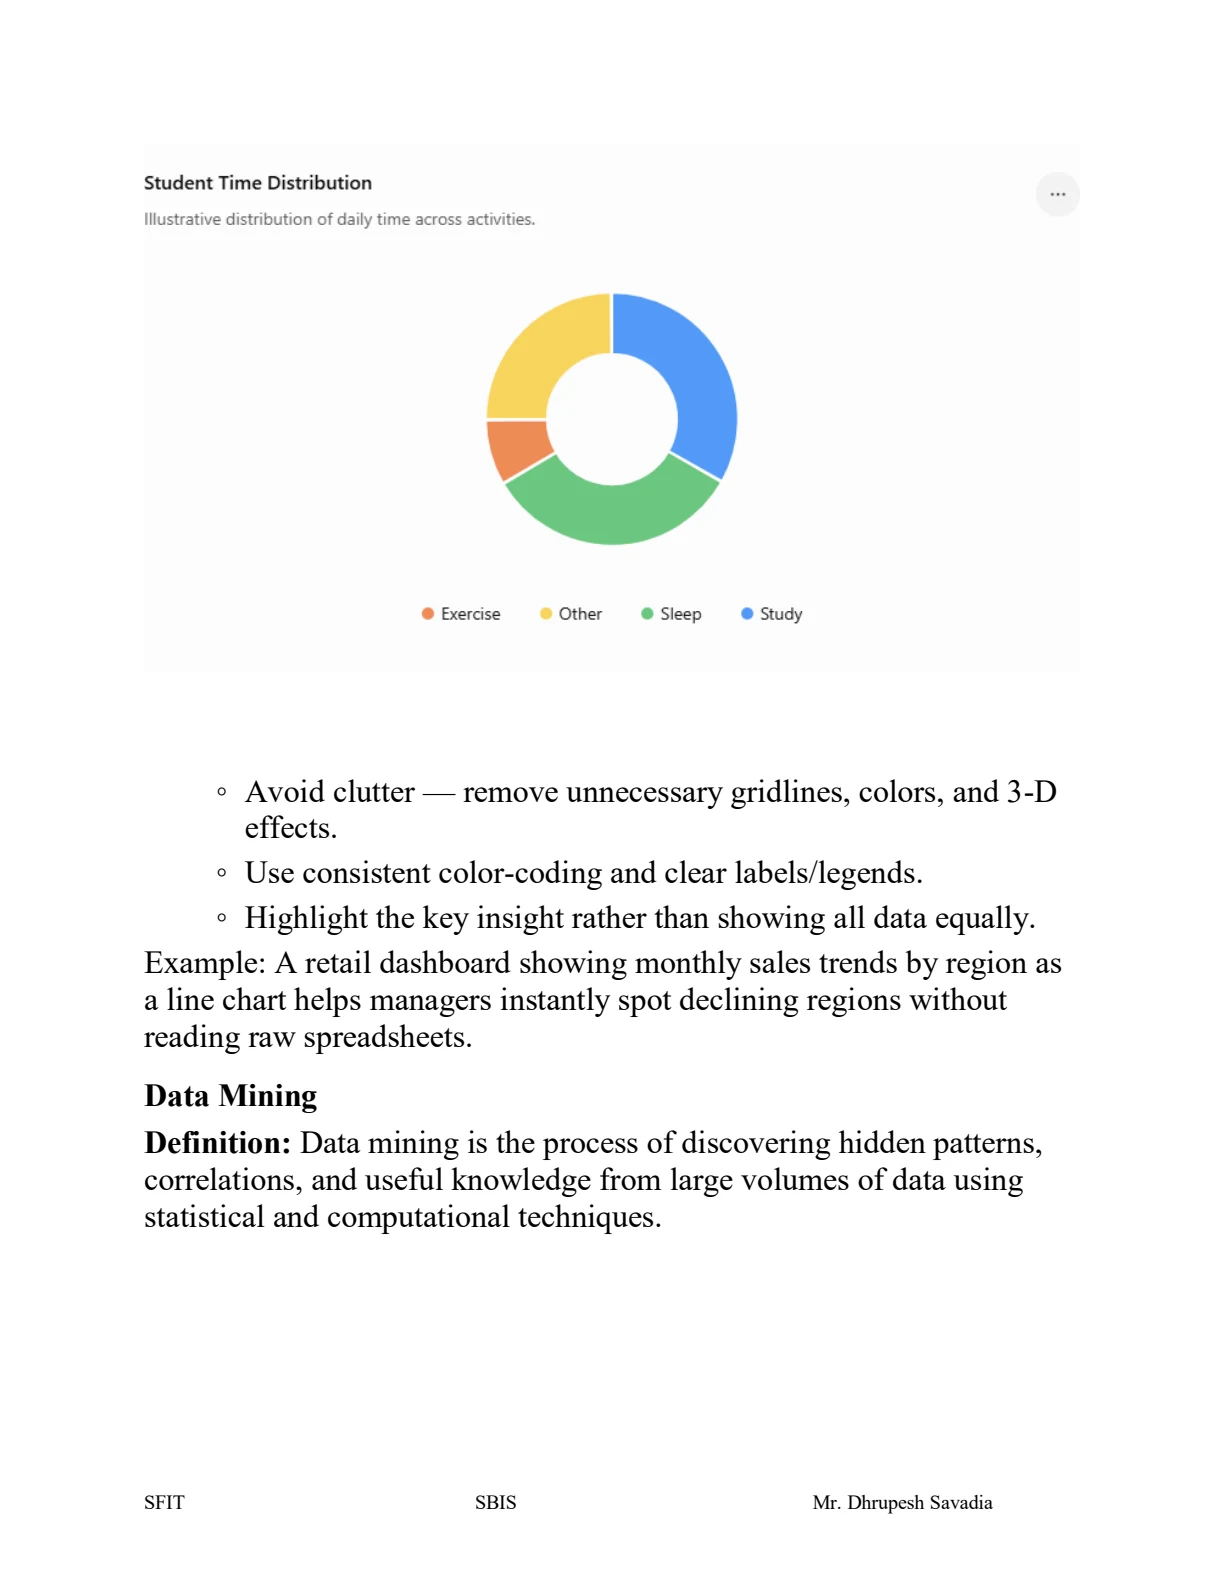 Student Time Distribution
Illustrative distribution of daily time across activities.
Exercise Other Sleep Study
◦ Avoid clutter — remove unnecessary gridlines, colors, and 3-D
effects.
◦ Use consistent color-coding and clear labels/legends.
◦ Highlight the key insight rather than showing all data equally.
Example: A retail dashboard showing monthly sales trends by region as
a line chart helps managers instantly spot declining regions without
reading raw spreadsheets.
Data Mining
Definition: Data mining is the process of discovering hidden patterns,
correlations, and useful knowledge from large volumes of data using
statistical and computational techniques.
SFIT SBIS Mr. Dhrupesh Savadia